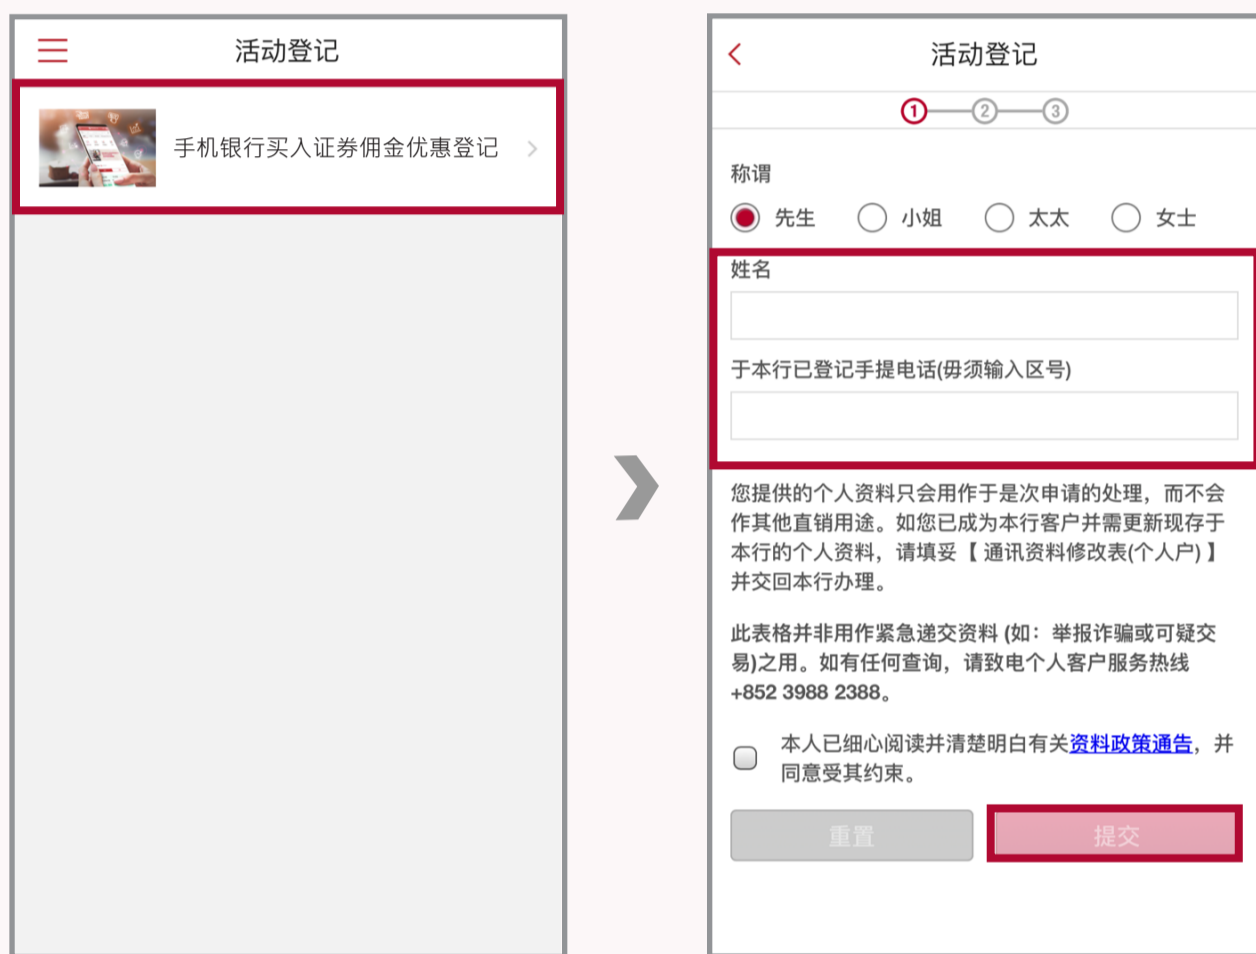 活动登记
手机银行买入证券佣金优惠登记
活动登记
1 2 3
称谓
先生 小姐 太太 女士
姓名
于本行已登记手提电话(毋须输入区号)
您提供的个人资料只会用作于是次申请的处理，而不会
作其他直销用途。如您已成为本行客户并需更新现存于
本行的个人资料，请填妥【 通讯资料修改表(个人户) 】
并交回本行办理。
此表格并非用作紧急递交资料 (如：举报诈骗或可疑交
易)之用。如有任何查询，请致电个人客户服务热线
+852 3988 2388。
本人已细心阅读并清楚明白有关资料政策通告，并
同意受其约束。
重置 提交